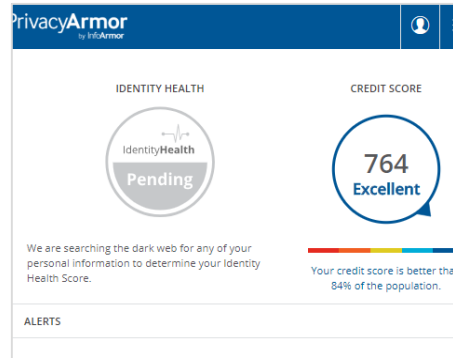 PrivacyArmor
by InfoArmor
IDENTITY HEALTH
IdentityHealth
Pending
We are searching the dark web for any of your
personal information to determine your Identity
Health Score.
CREDIT SCORE
764
Excellent
Your credit score is better than
84% of the population.
ALERTS